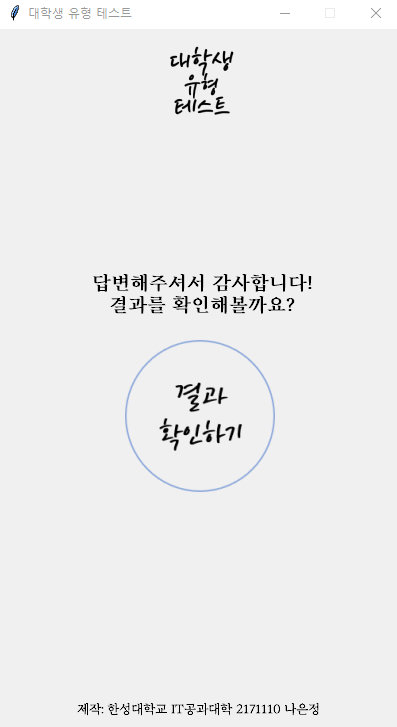 대학생 유형 테스트
대학생
유형
테스트
답변해주셔서 감사합니다!
결과를 확인해볼까요?
결과
확인하기
제작: 한성대학교 IT공과대학 2171110 나은정